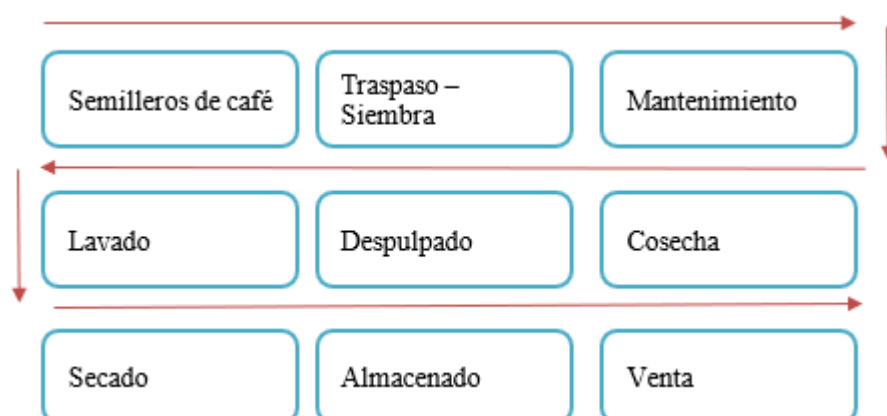 Semilleros de café
Traspaso –
Siembra
Mantenimiento
Lavado
Despulpado
Cosecha
Secado
Almacenado
Venta